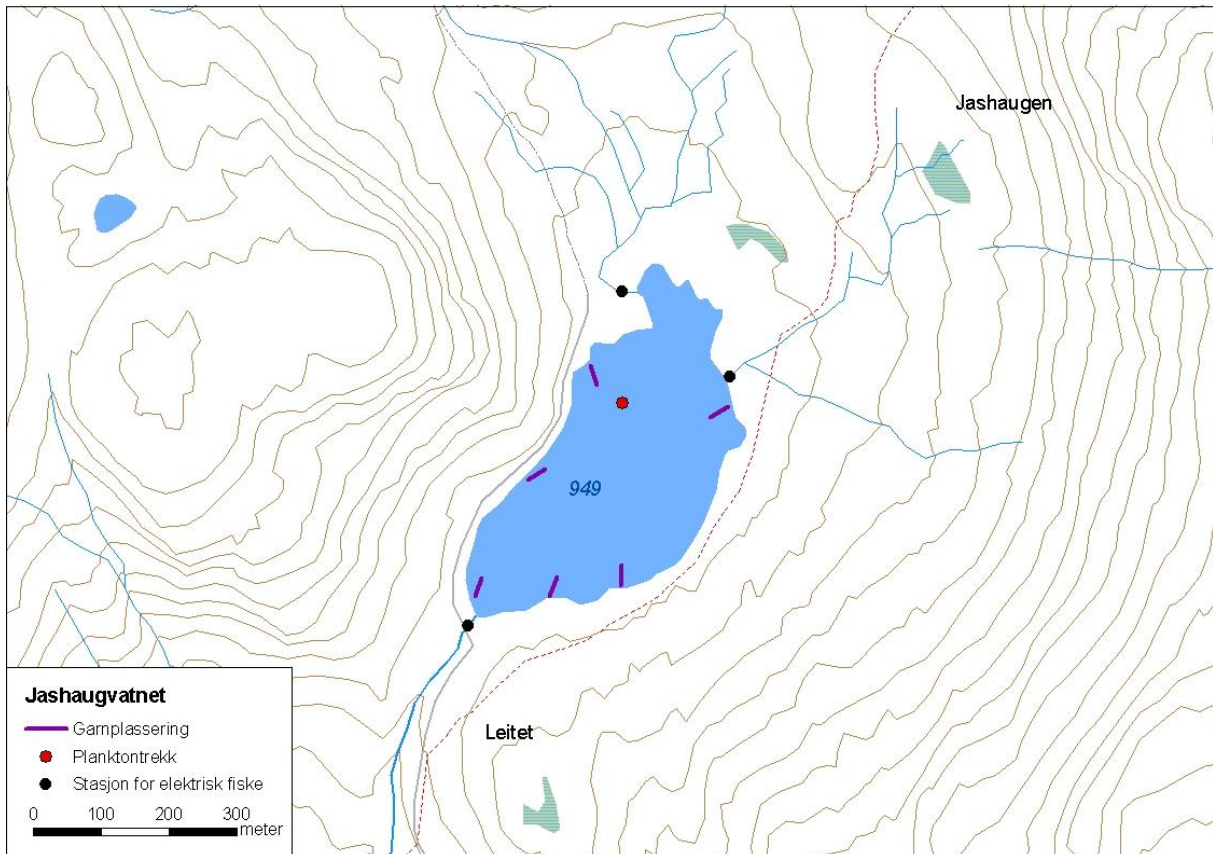 Jashaugen
949
Leitet
Jashaugvatnet
Garnplassering
Planktontrekk
Stasjon for elektrisk fiske
0 100 200 300
meter